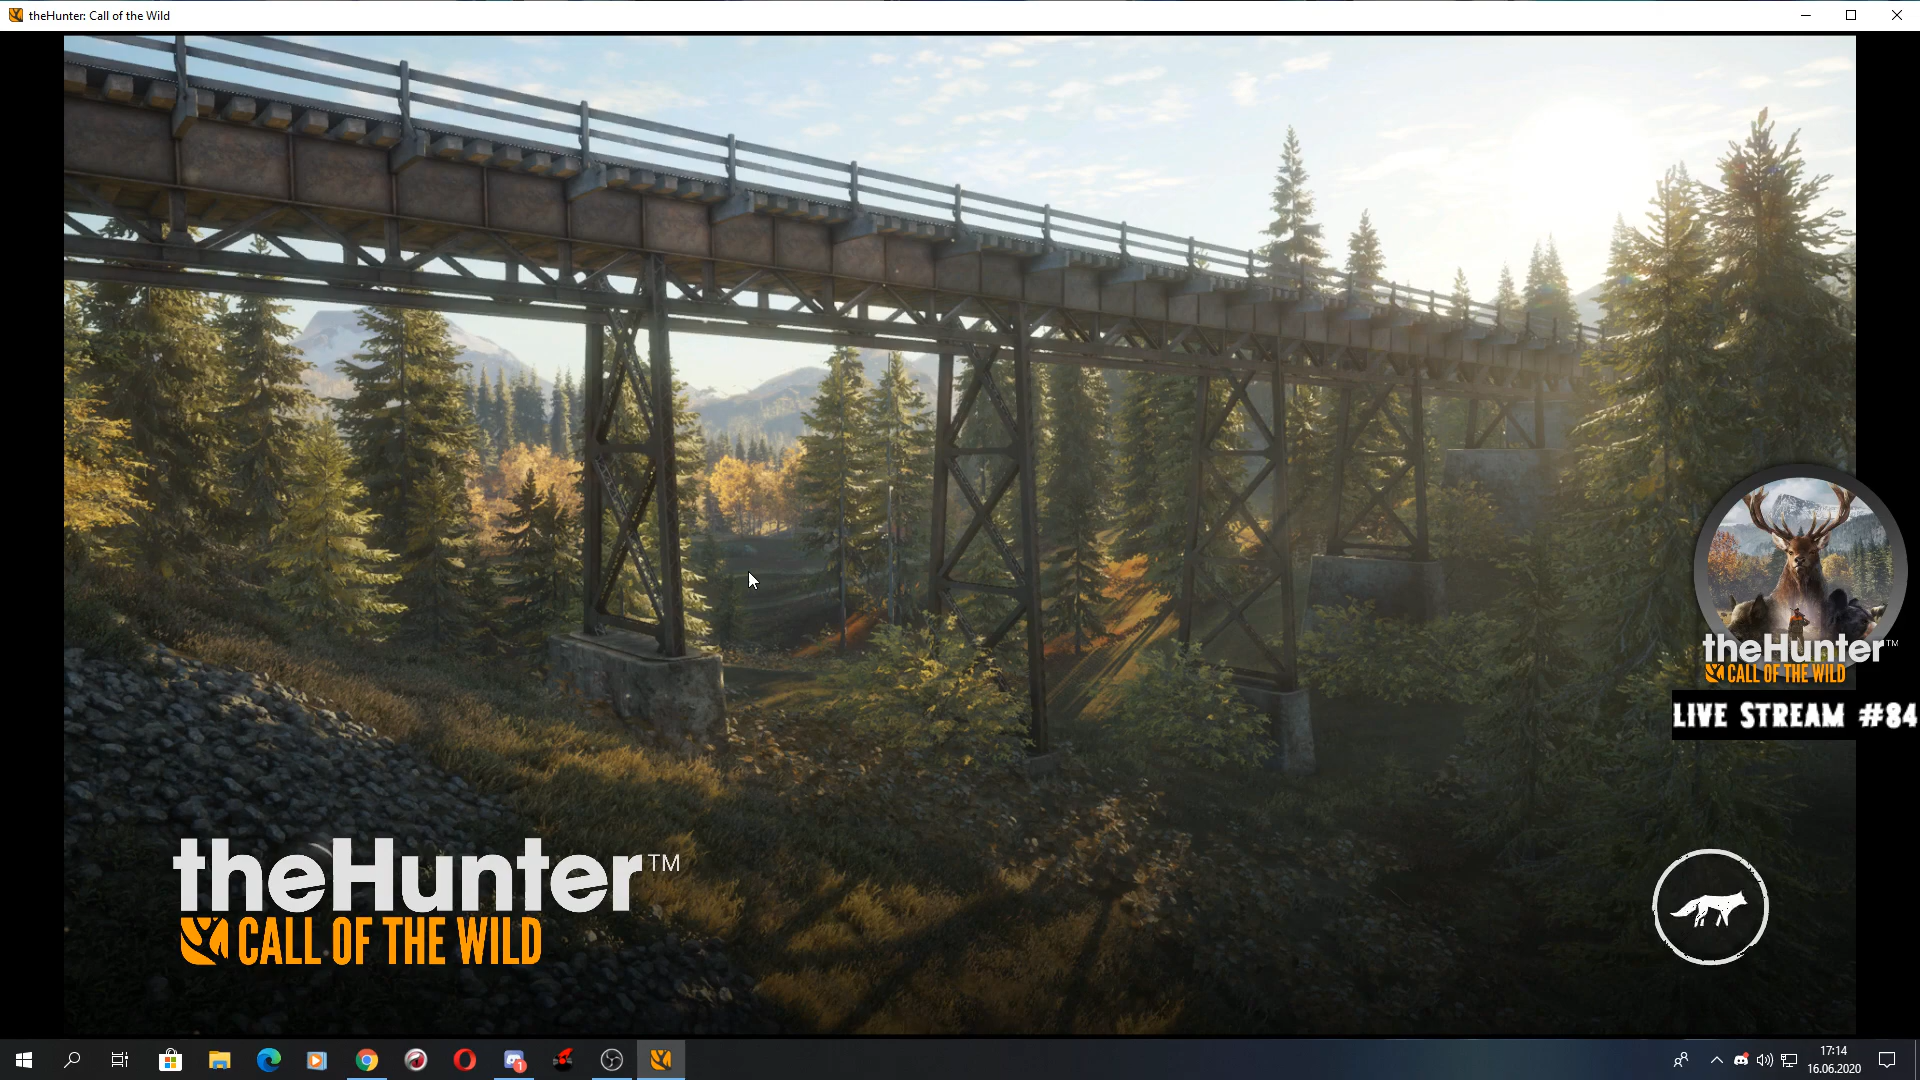 theHunter: Call of the Wild
theHunter™
CALL OF THE WILD
LIVE STREAM #84
theHunter™
CALL OF THE WILD
1
17:14
16.06.2020